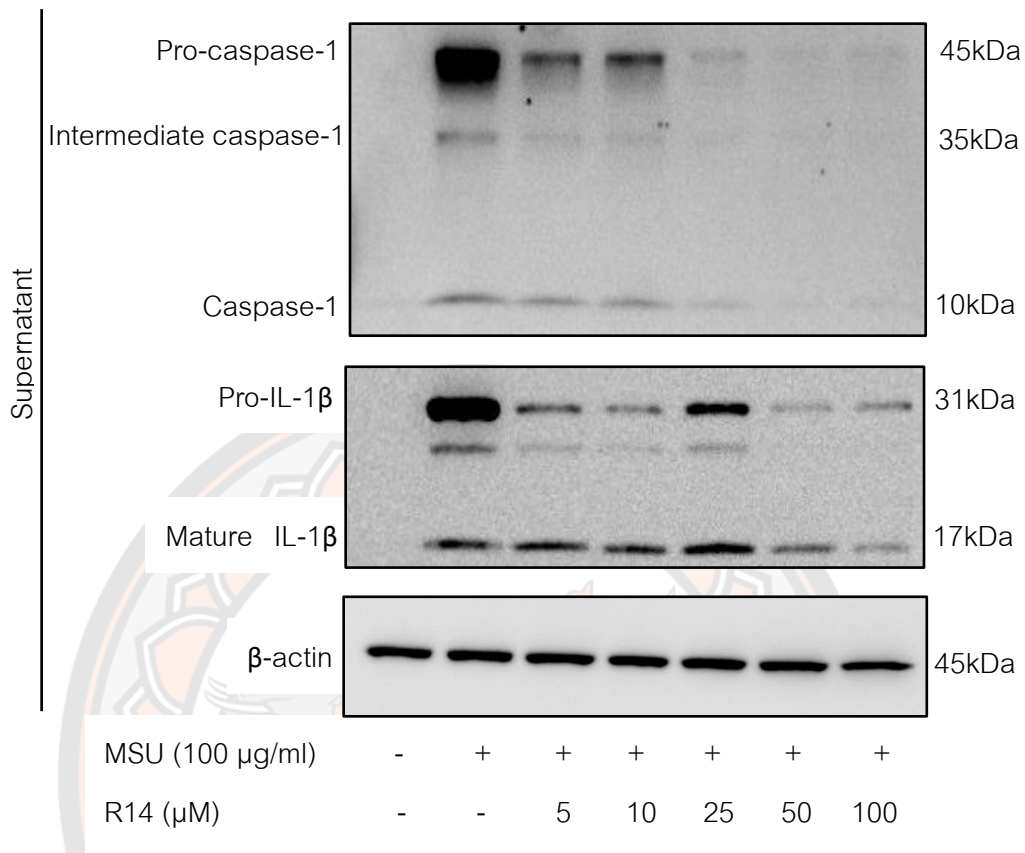 Supernatant
Pro-caspase-1 45kDa
Intermediate caspase-1 35kDa
Caspase-1 10kDa
Pro-IL-1β 31kDa
Mature IL-1β 17kDa
β-actin 45kDa
MSU (100 µg/ml) - + + + + + +
R14 (µM) - - 5 10 25 50 100